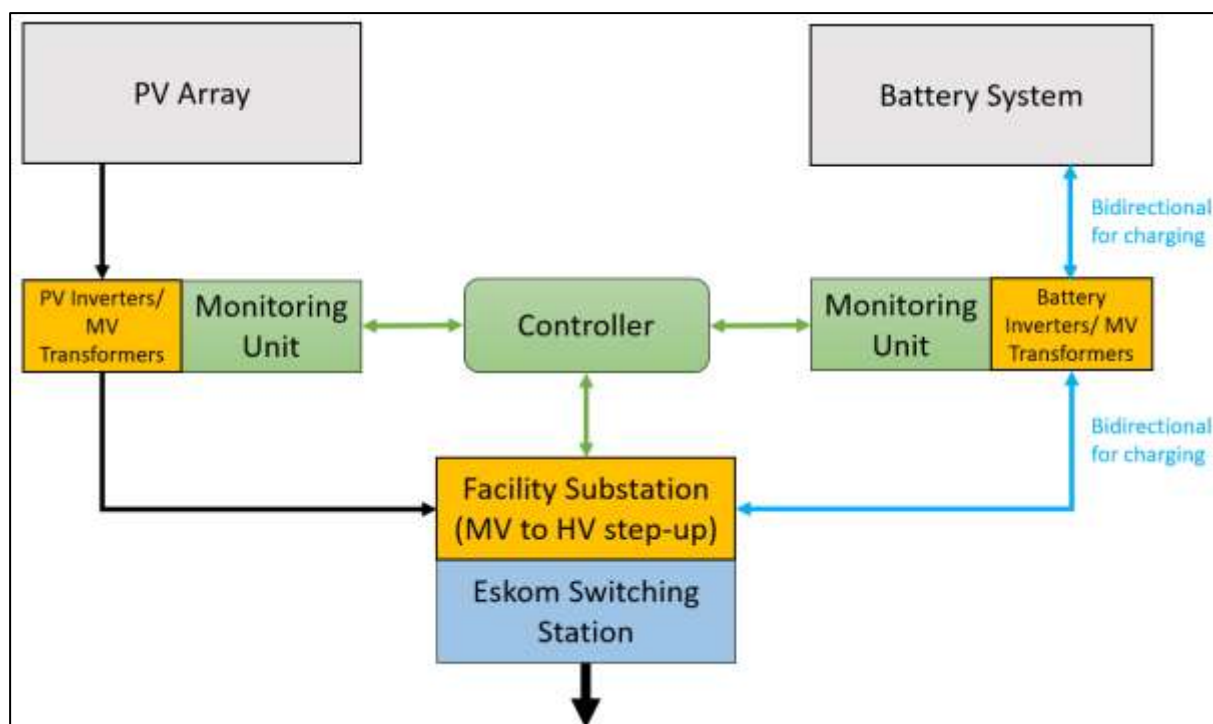 PV Array
Battery System
Bidirectional
for charging
PV Inverters/
MV
Transformers
Monitoring
Unit
Controller
Monitoring
Unit
Battery
Inverters/ MV
Transformers
Bidirectional
for charging
Facility Substation
(MV to HV step-up)
Eskom Switching
Station